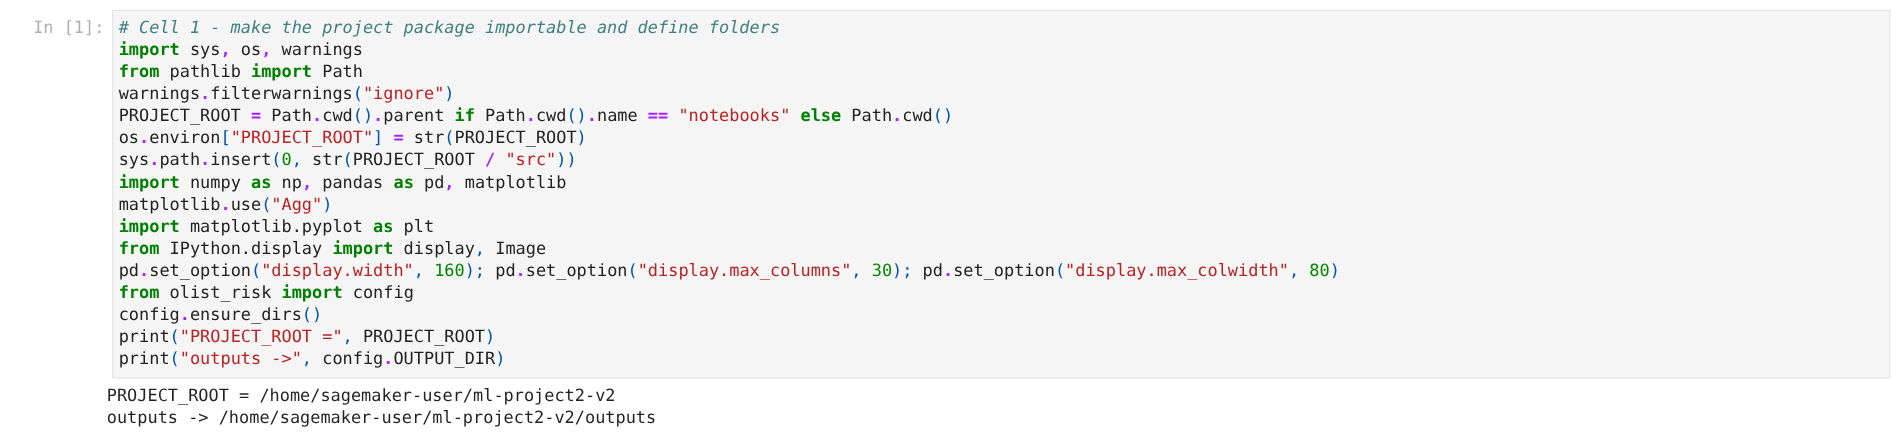 In [1]:
# Cell 1 - make the project package importable and define folders
import sys, os, warnings
from pathlib import Path
warnings.filterwarnings("ignore")
PROJECT_ROOT = Path.cwd().parent if Path.cwd().name == "notebooks" else Path.cwd()
os.environ["PROJECT_ROOT"] = str(PROJECT_ROOT)
sys.path.insert(0, str(PROJECT_ROOT / "src"))
import numpy as np, pandas as pd, matplotlib
matplotlib.use("Agg")
import matplotlib.pyplot as plt
from IPython.display import display, Image
pd.set_option("display.width", 160); pd.set_option("display.max_columns", 30); pd.set_option("display.max_colwidth", 80)
from olist_risk import config
config.ensure_dirs()
print("PROJECT_ROOT =", PROJECT_ROOT)
print("outputs ->", config.OUTPUT_DIR)
PROJECT_ROOT = /home/sagemaker-user/ml-project2-v2
outputs -> /home/sagemaker-user/ml-project2-v2/outputs